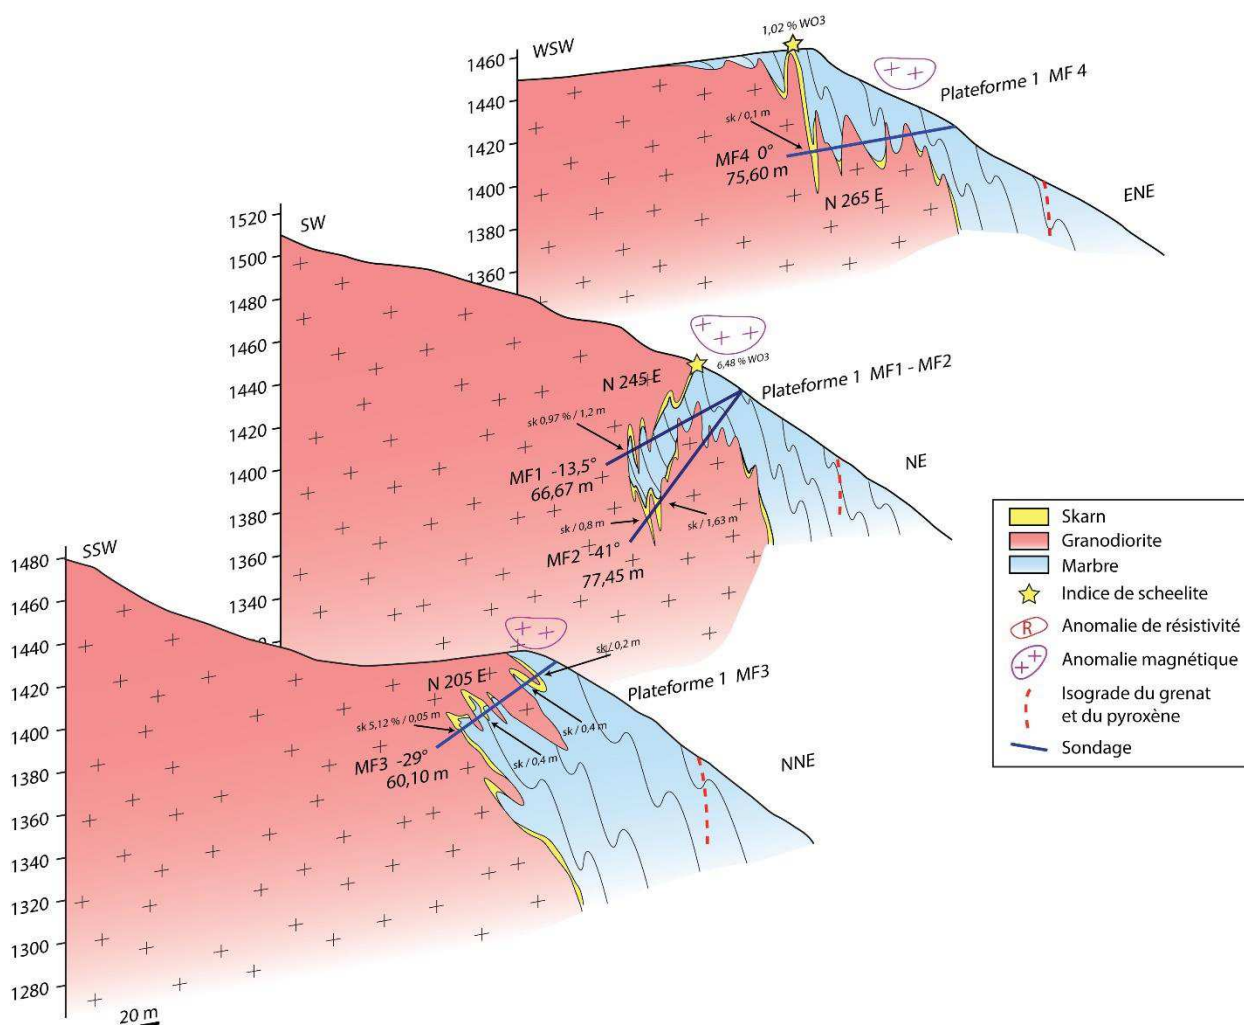 1,02 % WO3
WSW
1460
1440
1420
1400
1380
1360
Plateforme 1 MF 4
sk / 0,1 m
MF4 0°
75,60 m
N 265 E
ENE
1520
1500
1480
1460
1440
1420
1400
1380
1360
1340
SW
6,48 % WO3
N 245 E
Plateforme 1 MF1 - MF2
sk 0,97 % / 1,2 m
MF1 -13,5°
66,67 m
sk / 0,8 m
sk / 1,63 m
MF2 -41°
77,45 m
NE
SSW
1480
1460
1440
1420
1400
1380
1360
1340
1320
1300
1280
sk / 0,2 m
N 205 E
Plateforme 1 MF3
sk 5,12 % / 0,05 m
sk / 0,4 m
sk / 0,4 m
MF3 -29°
60,10 m
NNE
20 m
Skarn
Granodiorite
Marbre
Indice de scheelite
R
Anomalie de résistivité
Anomalie magnétique
Isograde du grenat
et du pyroxène
Sondage